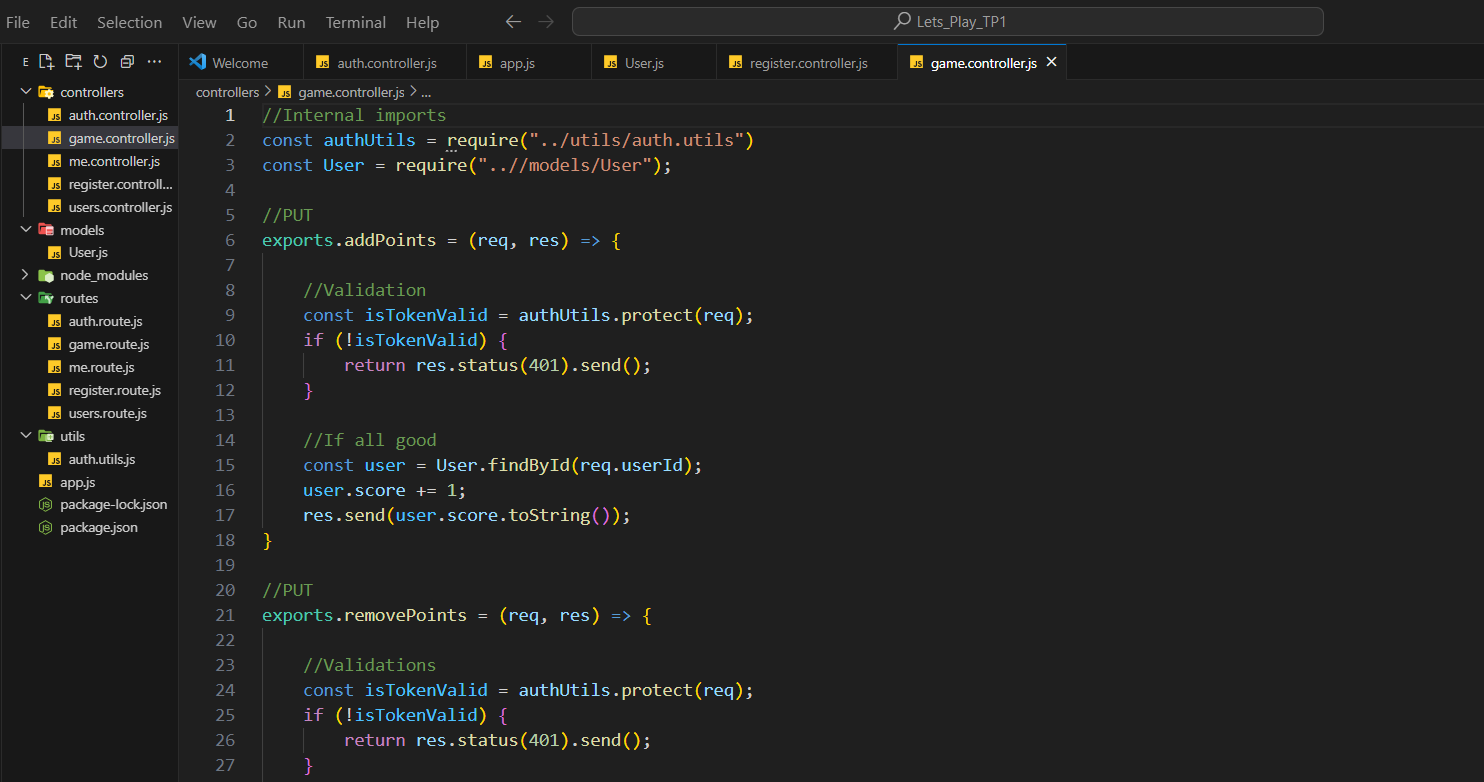 File Edit Selection View Go Run Terminal Help
Lets_Play_TP1
E
controllers
auth.controller.js
game.controller.js
me.controller.js
register.controll...
users.controller.js
models
User.js
node_modules
routes
auth.route.js
game.route.js
me.route.js
register.route.js
users.route.js
utils
auth.utils.js
app.js
package-lock.json
package.json
Welcome
auth.controller.js
app.js
User.js
register.controller.js
game.controller.js
controllers > game.controller.js > ...
1 //Internal imports
2 const authUtils = require("../utils/auth.utils")
3 const User = require("..//models/User");
4
5 //PUT
6 exports.addPoints = (req, res) => {
7
8 //Validation
9 const isTokenValid = authUtils.protect(req);
10 if (!isTokenValid) {
11 return res.status(401).send();
12 }
13
14 //If all good
15 const user = User.findById(req.userId);
16 user.score += 1;
17 res.send(user.score.toString());
18 }
19
20 //PUT
21 exports.removePoints = (req, res) => {
22
23 //Validations
24 const isTokenValid = authUtils.protect(req);
25 if (!isTokenValid) {
26 return res.status(401).send();
27 }